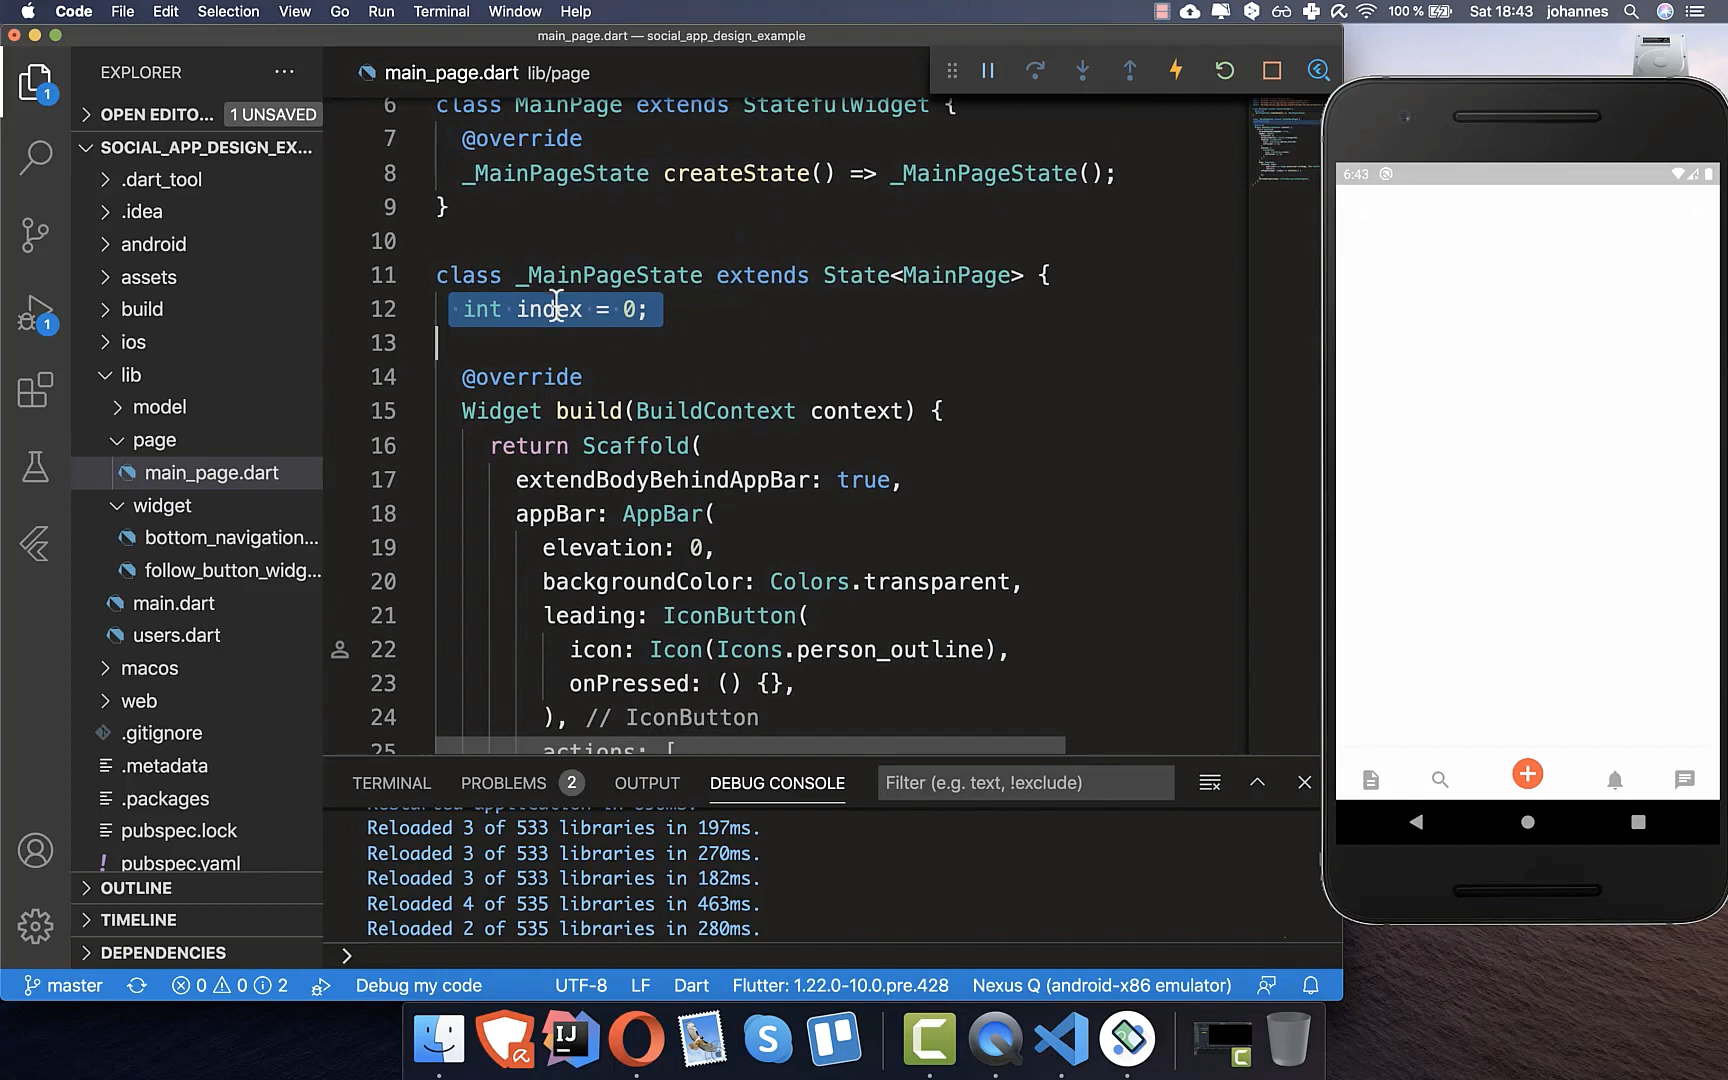 Code File Edit Selection View Go Run Terminal Window Help 100 % Sat 18:43 johannes
main_page.dart — social_app_design_example
EXPLORER
OPEN EDITO... 1 UNSAVED
SOCIAL_APP_DESIGN_EX...
.dart_tool
.idea
android
assets
build
ios
lib
model
page
main_page.dart
widget
bottom_navigation...
follow_button_widg...
main.dart
users.dart
macos
web
.gitignore
.metadata
.packages
pubspec.lock
pubspec.yaml
OUTLINE
TIMELINE
DEPENDENCIES
1
1
main_page.dart lib/page
6 class MainPage extends StatefulWidget {
7 @override
8 _MainPageState createState() => _MainPageState();
9 }
10
11 class _MainPageState extends State<MainPage> {
12 int index = 0;
13
14 @override
15 Widget build(BuildContext context) {
16 return Scaffold(
17 extendBodyBehindAppBar: true,
18 appBar: AppBar(
19 elevation: 0,
20 backgroundColor: Colors.transparent,
21 leading: IconButton(
22 icon: Icon(Icons.person_outline),
23 onPressed: () {},
24 ), // IconButton
25 actions: [
TERMINAL PROBLEMS 2 OUTPUT DEBUG CONSOLE Filter (e.g. text, !exclude)
Restarted application in
Reloaded 3 of 533 libraries in 197ms.
Reloaded 3 of 533 libraries in 270ms.
Reloaded 3 of 533 libraries in 182ms.
Reloaded 4 of 535 libraries in 463ms.
Reloaded 2 of 535 libraries in 280ms.
master 0 0 2 Debug my code UTF-8 LF Dart Flutter: 1.22.0-10.0.pre.428 Nexus Q (android-x86 emulator)
6:43